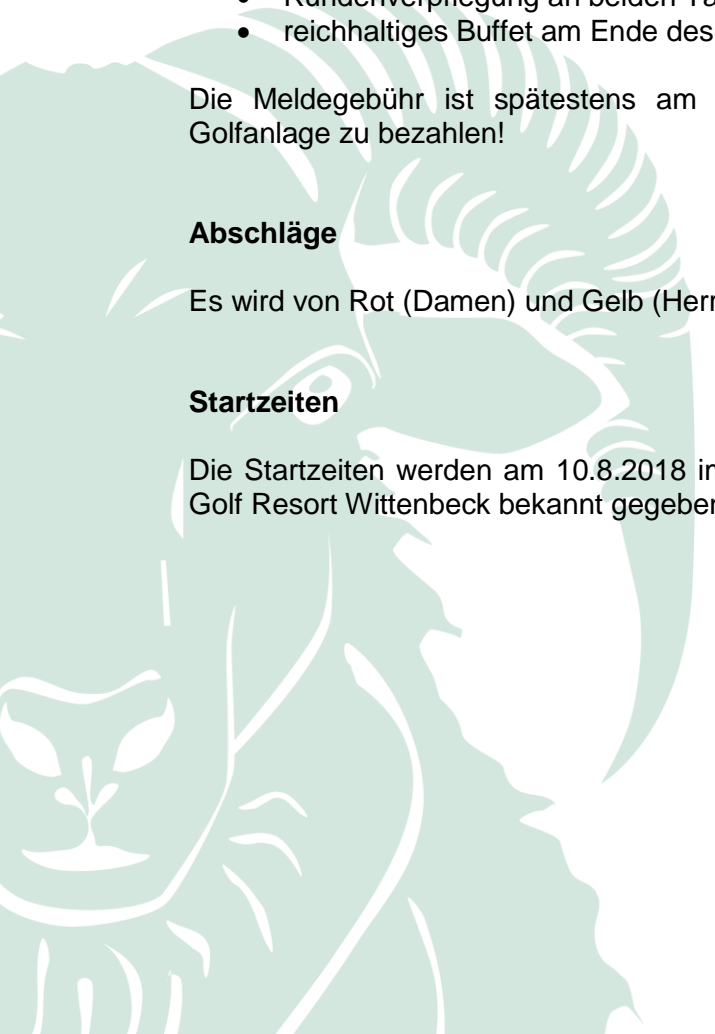 reichhaltiges Buffet am Ende des
Die Meldegebühr ist spätestens am
Golfanlage zu bezahlen!
Abschläge
Es wird von Rot (Damen) und Gelb
Startzeiten
Die Startzeiten werden am 10.8.2018
Golf Resort Wittenbeck bekannt